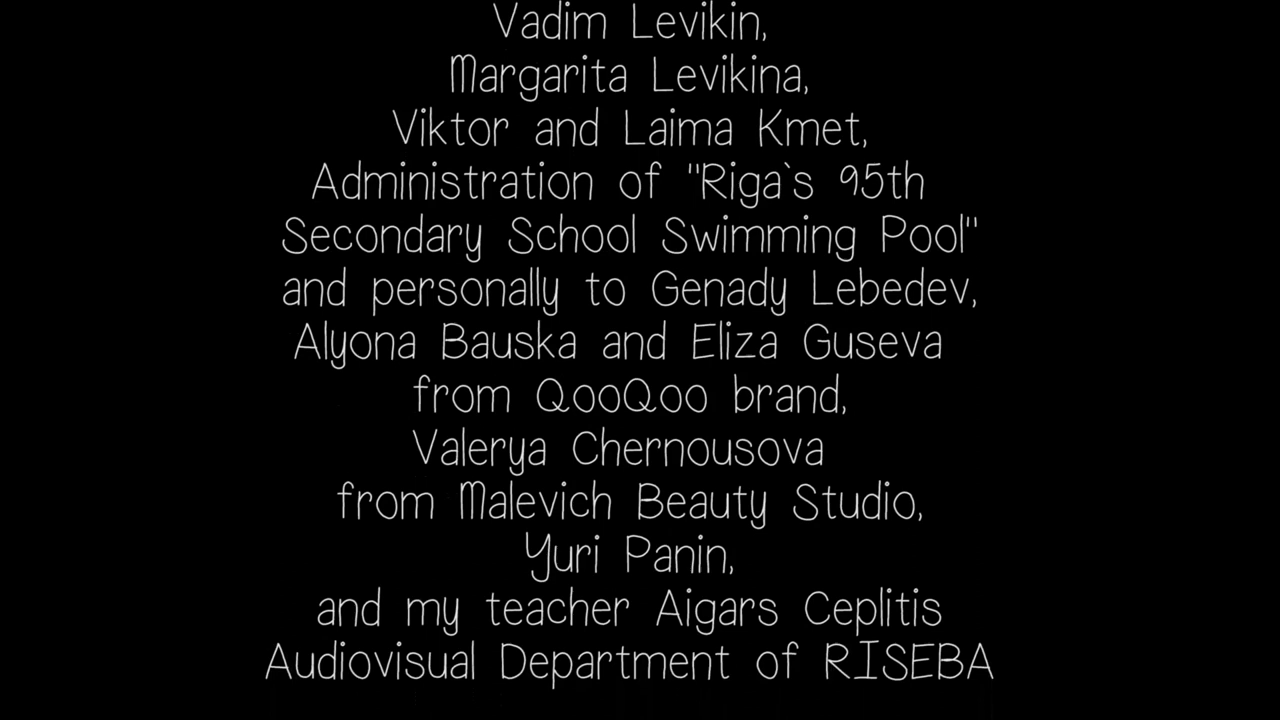 Vadim Levikin,
Margarita Levikina,
Viktor and Laima Kmet,
Administration of "Riga`s 95th
Secondary School Swimming Pool"
and personally to Genady Lebedev,
Alyona Bauska and Eliza Guseva
from QooQoo brand,
Valerya Chernousova
from Malevich Beauty Studio,
Yuri Panin,
and my teacher Aigars Ceplitis
Audiovisual Department of RISEBA